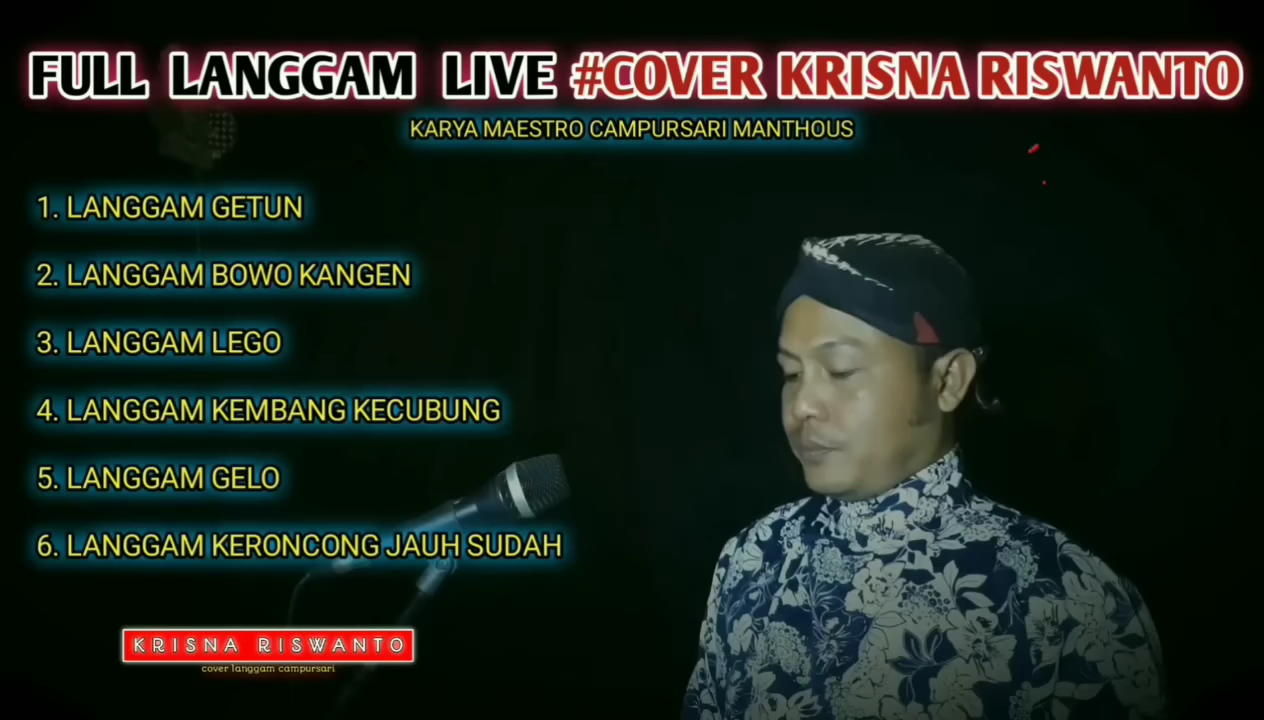 FULL LANGGAM LIVE #COVER KRISNA RISWANTO
KARYA MAESTRO CAMPURSARI MANTHOUS
1. LANGGAM GETUN
2. LANGGAM BOWO KANGEN
3. LANGGAM LEGO
4. LANGGAM KEMBANG KECUBUNG
5. LANGGAM GELO
6. LANGGAM KERONCONG JAUH SUDAH
KRISNA RISWANTO
cover langgam campursari